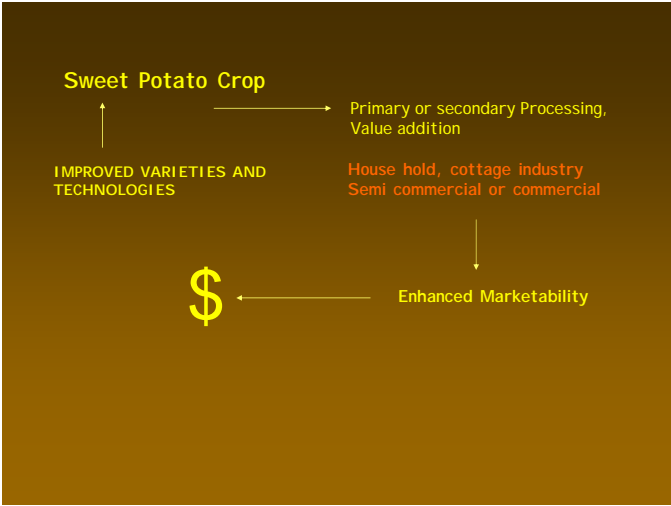 Sweet Potato Crop
Primary or secondary Processing,
Value addition
IMPROVED VARIETIES AND
TECHNOLOGIES
House hold, cottage industry
Semi commercial or commercial
Enhanced Marketability
$